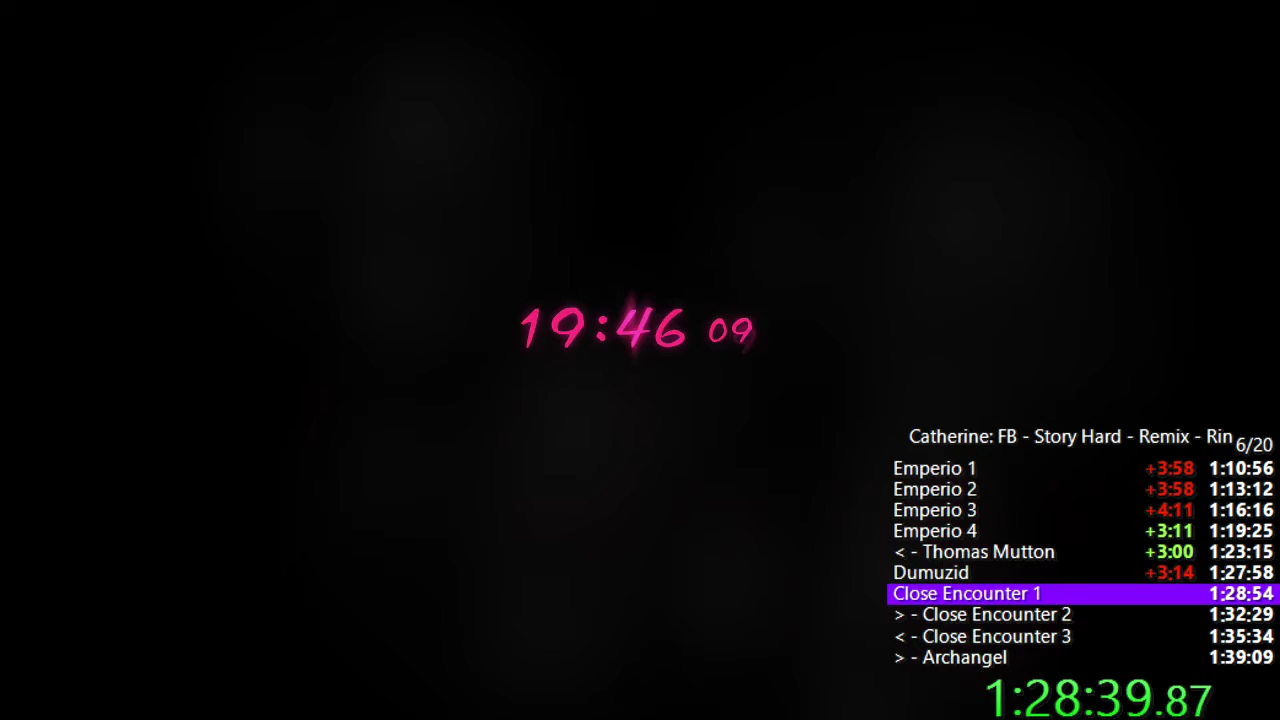 19:46 09
Catherine: FB - Story Hard - Remix - Rin 6/20
Emperio 1 +3:58 1:10:56
Emperio 2 +3:58 1:13:12
Emperio 3 +4:11 1:16:16
Emperio 4 +3:11 1:19:25
< - Thomas Mutton +3:00 1:23:15
Dumuzid +3:14 1:27:58
Close Encounter 1 1:28:54
> - Close Encounter 2 1:32:29
< - Close Encounter 3 1:35:34
> - Archangel 1:39:09
1:28:39.87